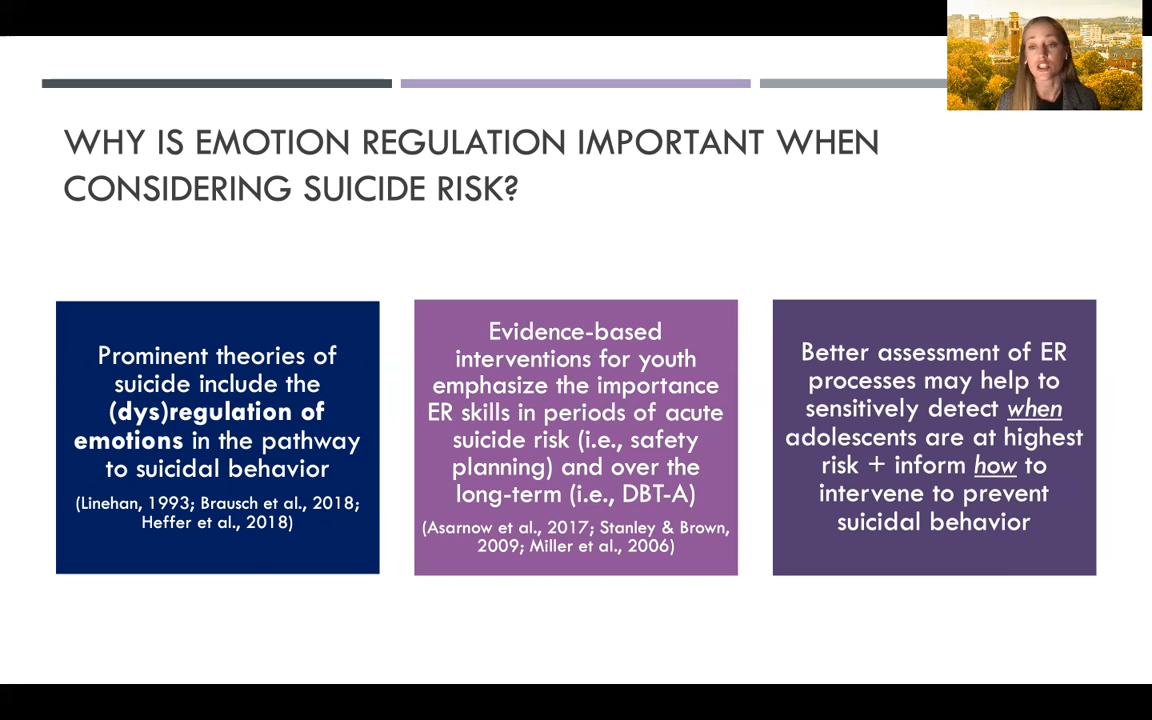 WHY IS EMOTION REGULATION IMPORTANT WHEN
CONSIDERING SUICIDE RISK?
Prominent theories of
suicide include the
(dys)regulation of
emotions in the pathway
to suicidal behavior
(Linehan, 1993; Brausch et al., 2018;
Heffer et al., 2018)
Evidence-based
interventions for youth
emphasize the importance
ER skills in periods of acute
suicide risk (i.e., safety
planning) and over the
long-term (i.e., DBT-A)
(Asarnow et al., 2017; Stanley & Brown,
2009; Miller et al., 2006)
Better assessment of ER
processes may help to
sensitively detect when
adolescents are at highest
risk + inform how to
intervene to prevent
suicidal behavior